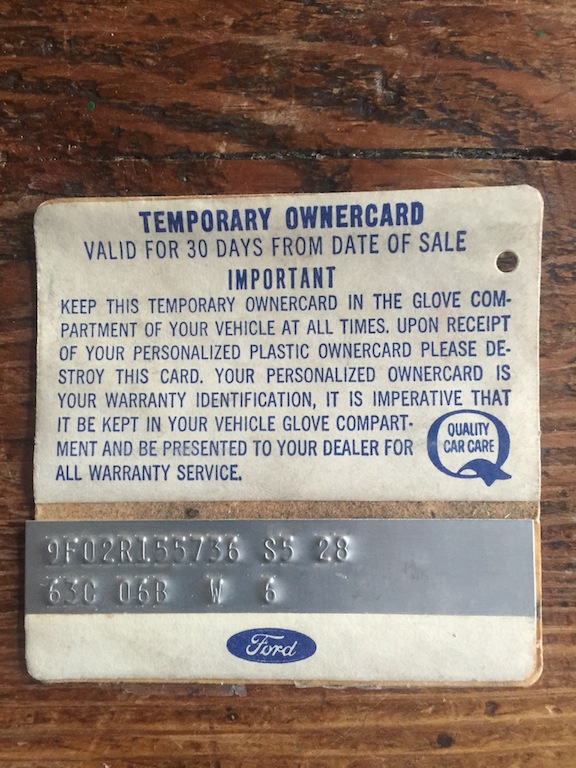 TEMPORARY OWNERCARD
VALID FOR 30 DAYS FROM DATE OF SALE
IMPORTANT
KEEP THIS TEMPORARY OWNERCARD IN THE GLOVE COM-
PARTMENT OF YOUR VEHICLE AT ALL TIMES. UPON RECEIPT
OF YOUR PERSONALIZED PLASTIC OWNERCARD PLEASE DE-
STROY THIS CARD. YOUR PERSONALIZED OWNERCARD IS
YOUR WARRANTY IDENTIFICATION, IT IS IMPERATIVE THAT
IT BE KEPT IN YOUR VEHICLE GLOVE COMPART-
MENT AND BE PRESENTED TO YOUR DEALER FOR
ALL WARRANTY SERVICE.
QUALITY
CAR CARE
9F02R155736 S5 28
63C 06B W 6
Ford